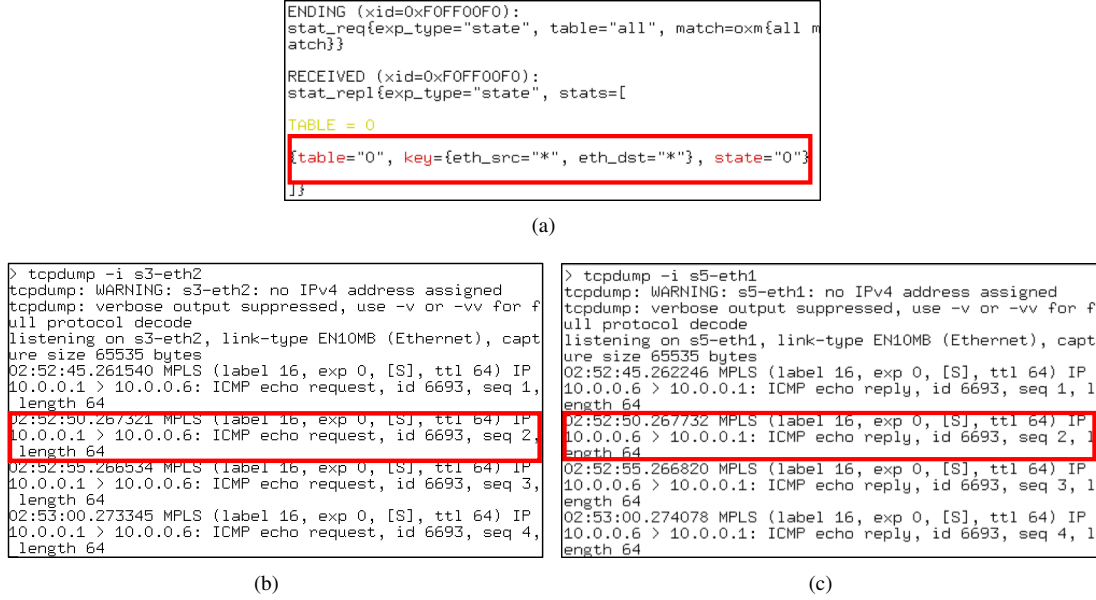 ENDING (xid=0xF0FF00F0):
stat_req{exp_type="state", table="all", match=oxm{all m
atch}}
RECEIVED (xid=0xF0FF00F0):
stat_repl{exp_type="state", stats=[
TABLE = 0
{table="0", key={eth_src="*", eth_dst="*"}, state="0"}
]}
(a)
> tcpdump -i s3-eth2
tcpdump: WARNING: s3-eth2: no IPv4 address assigned
tcpdump: verbose output suppressed, use -v or -vv for f
ull protocol decode
listening on s3-eth2, link-type EN10MB (Ethernet), capt
ure size 65535 bytes
02:52:45.261540 MPLS (label 16, exp 0, [S], ttl 64) IP
10.0.0.1 > 10.0.0.6: ICMP echo request, id 6693, seq 1,
length 64
02:52:50.267321 MPLS (label 16, exp 0, [S], ttl 64) IP
10.0.0.1 > 10.0.0.6: ICMP echo request, id 6693, seq 2,
length 64
02:52:55.266534 MPLS (label 16, exp 0, [S], ttl 64) IP
10.0.0.1 > 10.0.0.6: ICMP echo request, id 6693, seq 3,
length 64
02:53:00.273345 MPLS (label 16, exp 0, [S], ttl 64) IP
10.0.0.1 > 10.0.0.6: ICMP echo request, id 6693, seq 4,
length 64
(b)
> tcpdump -i s5-eth1
tcpdump: WARNING: s5-eth1: no IPv4 address assigned
tcpdump: verbose output suppressed, use -v or -vv for f
ull protocol decode
listening on s5-eth1, link-type EN10MB (Ethernet), capt
ure size 65535 bytes
02:52:45.262246 MPLS (label 16, exp 0, [S], ttl 64) IP
10.0.0.6 > 10.0.0.1: ICMP echo reply, id 6693, seq 1, l
ength 64
02:52:50.267732 MPLS (label 16, exp 0, [S], ttl 64) IP
10.0.0.6 > 10.0.0.1: ICMP echo reply, id 6693, seq 2, l
ength 64
02:52:55.266820 MPLS (label 16, exp 0, [S], ttl 64) IP
10.0.0.6 > 10.0.0.1: ICMP echo reply, id 6693, seq 3, l
ength 64
02:53:00.274078 MPLS (label 16, exp 0, [S], ttl 64) IP
10.0.0.6 > 10.0.0.1: ICMP echo reply, id 6693, seq 4, l
ength 64
(c)